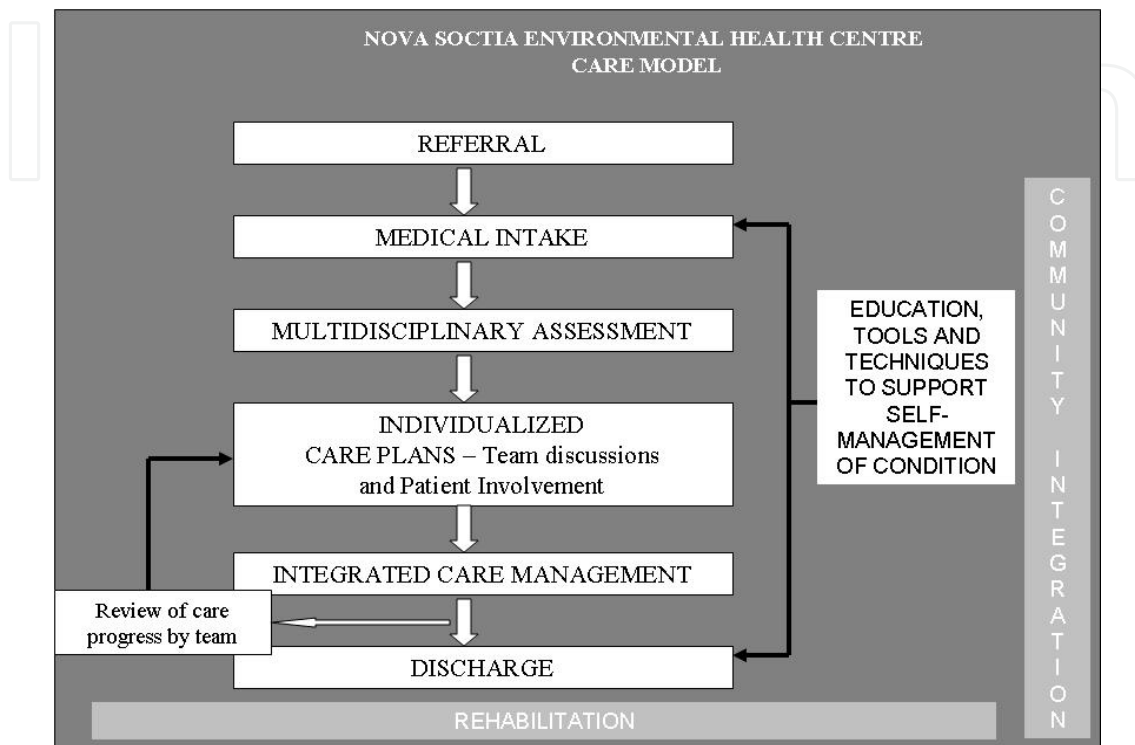 NOVA SOCTIA ENVIRONMENTAL HEALTH CENTRE
CARE MODEL
REFERRAL
MEDICAL INTAKE
MULTIDISCIPLINARY ASSESSMENT
INDIVIDUALIZED
CARE PLANS – Team discussions
and Patient Involvement
INTEGRATED CARE MANAGEMENT
Review of care
progress by team
DISCHARGE
EDUCATION,
TOOLS AND
TECHNIQUES
TO SUPPORT
SELF-
MANAGEMENT
OF CONDITION
COMMUNITY INTEGRATION
REHABILITATION